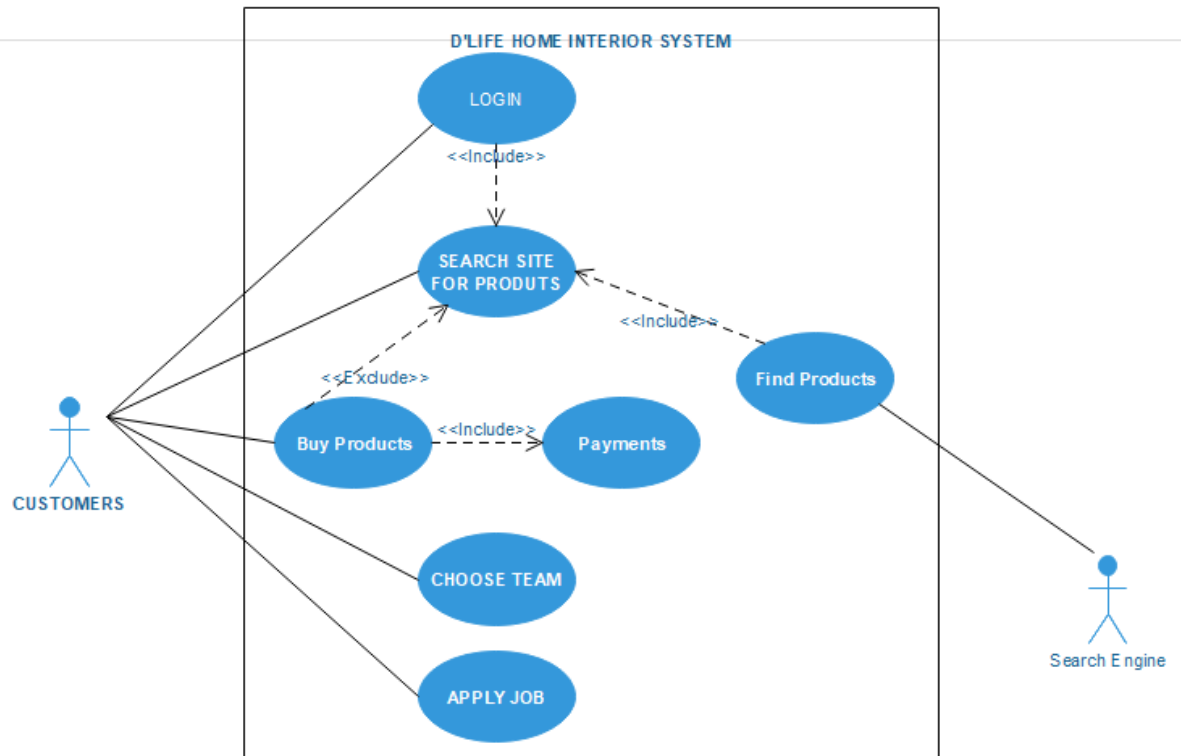 D'LIFE HOME INTERIOR SYSTEM
LOGIN
<<Include>>
SEARCH SITE
FOR PRODUTS
<<Include>>
Find Products
<<Exclude>>
Buy Products
<<Include>>
Payments
CUSTOMERS
CHOOSE TEAM
Search Engine
APPLY JOB